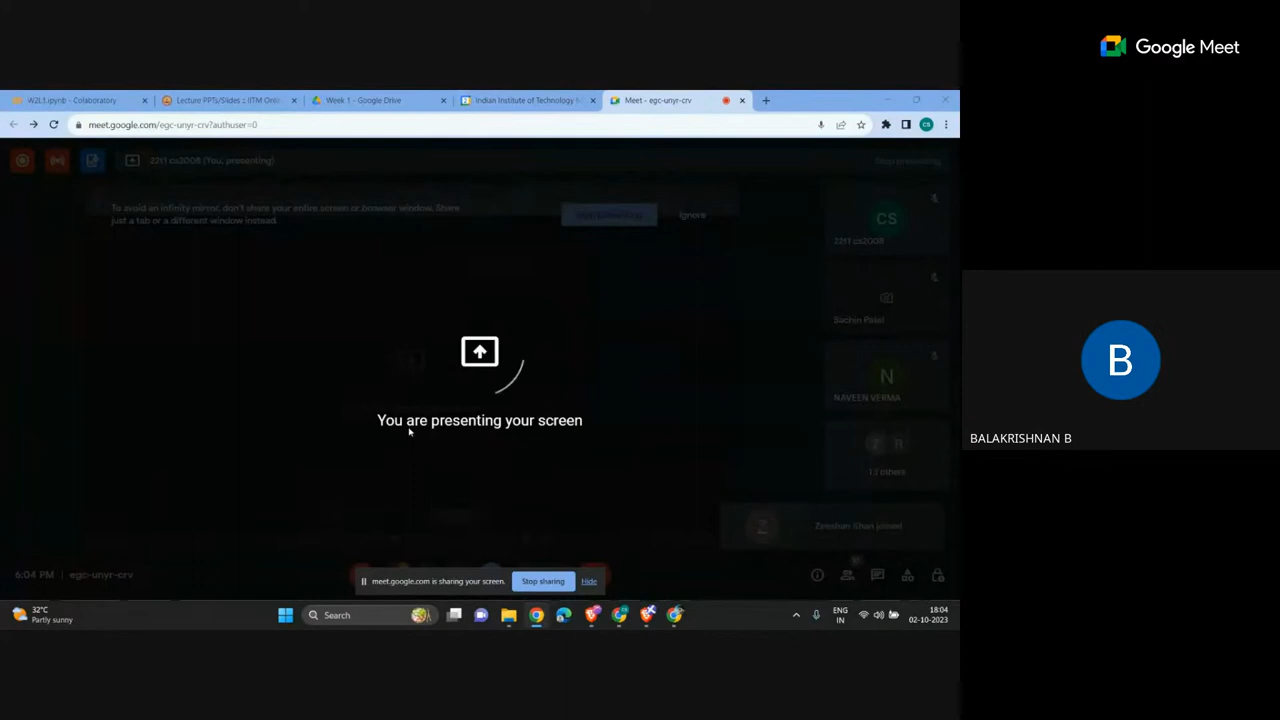 Google Meet
W2L1.ipynb - Colaboratory
Lecture PPTs/Slides :: IITM Onli
Week 1 - Google Drive
Indian Institute of Technology M
Meet - egc-unyr-crv
meet.google.com/egc-unyr-crv?authuser=0
CS
2211 cs2008 (You, presenting)
Stop presenting
To avoid an infinity mirror, don't share your entire screen or browser window. Share
just a tab or a different window instead.
Ignore
CS
2211 cs2008
Sachin Patel
N
NAVEEN VERMA
Z
R
13 others
Z
Zeeshan Khan joined
You are presenting your screen
B
BALAKRISHNAN B
6:04 PM
egc-unyr-crv
meet.google.com is sharing your screen.
Stop sharing
Hide
32°C
Partly sunny
Search
ENG
IN
18:04
02-10-2023